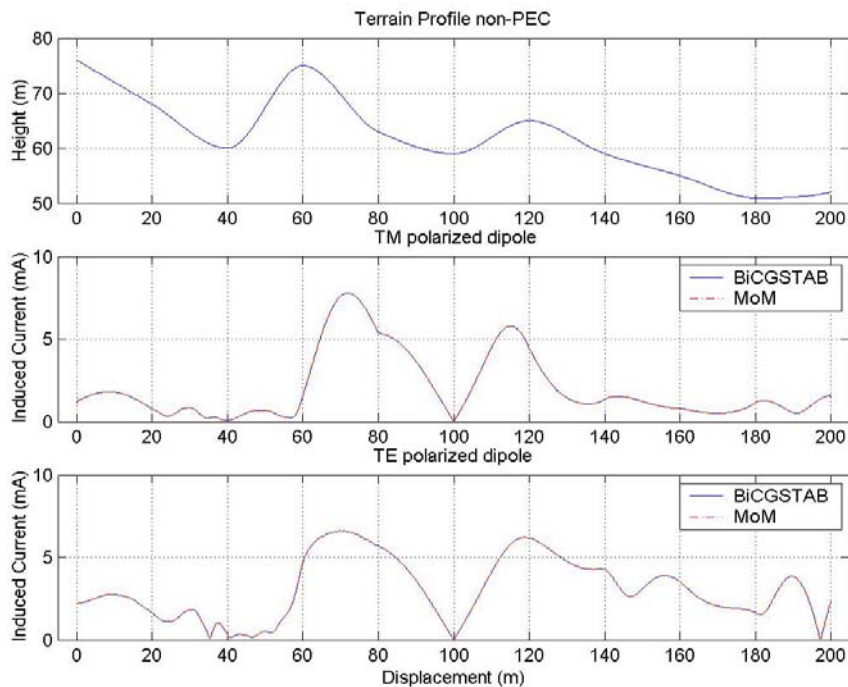 Terrain Profile non-PEC
Height (m)
80
70
60
50
0 20 40 60 80 100 120 140 160 180 200
TM polarized dipole
Induced Current (mA)
10
5
0
BiCGSTAB
MoM
0 20 40 60 80 100 120 140 160 180 200
TE polarized dipole
Induced Current (mA)
10
5
0
BiCGSTAB
MoM
0 20 40 60 80 100 120 140 160 180 200
Displacement (m)